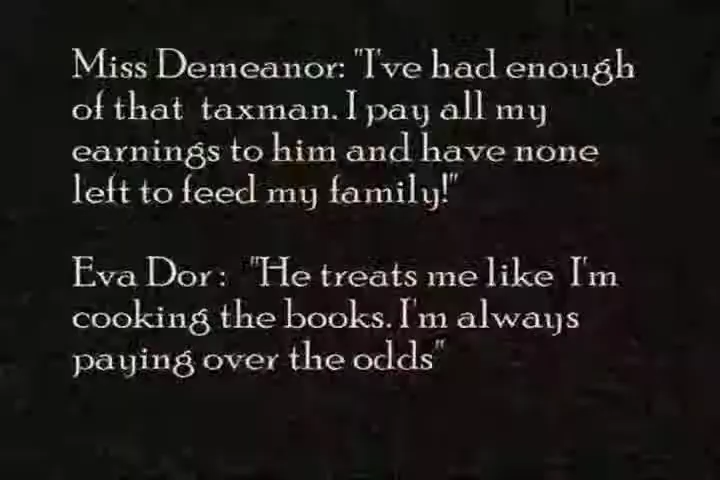 Miss Demeanor: "I've had enough
of that taxman. I pay all my
earnings to him and have none
left to feed my family!"
Eva Dor: "He treats me like I'm
cooking the books. I'm always
paying over the odds"